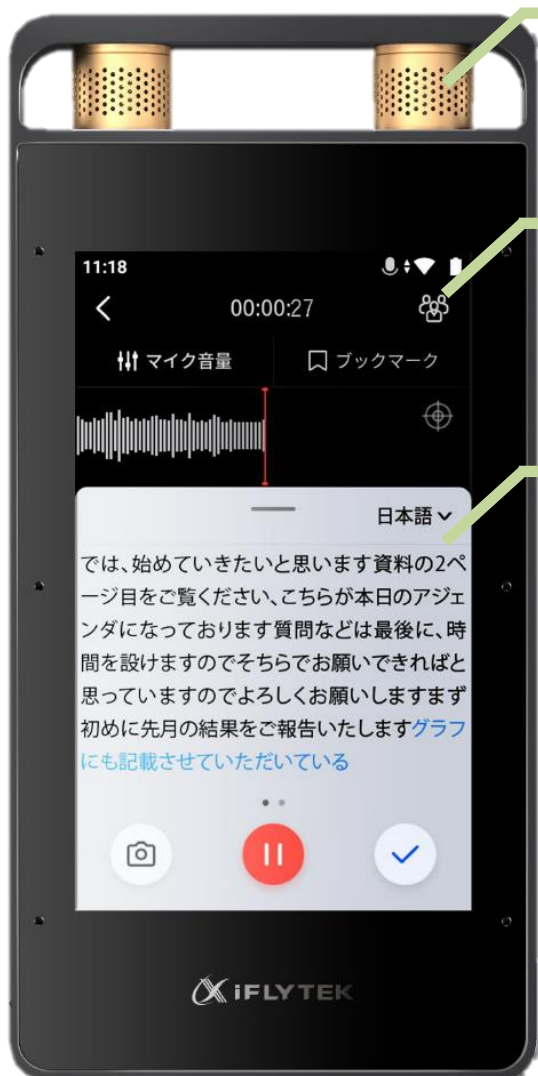 11:18
00:00:27
マイク音量
ブックマーク
日本語
では、始めていきたいと思います資料の2ペ
ージ目をご覧ください、こちらが本日のアジェ
ンダになっております質問などは最後に、時
間を設けますのでそちらでお願いできればと
思っていますのでよろしくお願いしますまず
初めに先月の結果をご報告いたしますグラフ
にも記載させていただいている
iFLYTEK